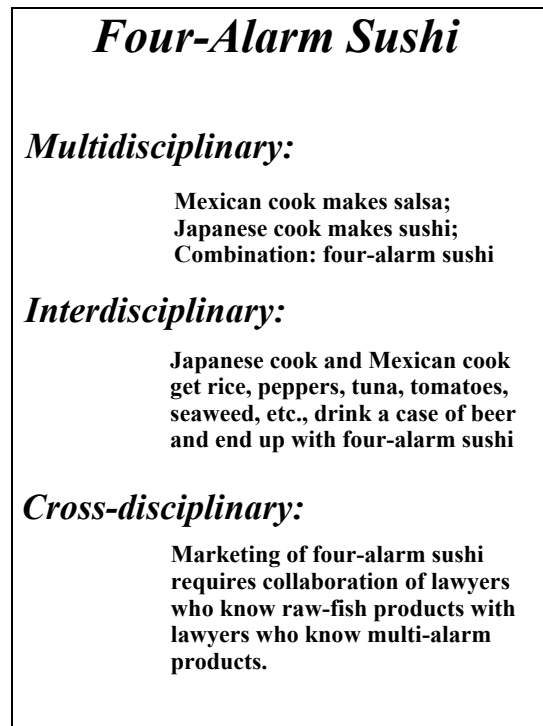 Four-Alarm Sushi
Multidisciplinary:
Mexican cook makes salsa;
Japanese cook makes sushi;
Combination: four-alarm sushi
Interdisciplinary:
Japanese cook and Mexican cook
get rice, peppers, tuna, tomatoes,
seaweed, etc., drink a case of beer
and end up with four-alarm sushi
Cross-disciplinary:
Marketing of four-alarm sushi
requires collaboration of lawyers
who know raw-fish products with
lawyers who know multi-alarm
products.